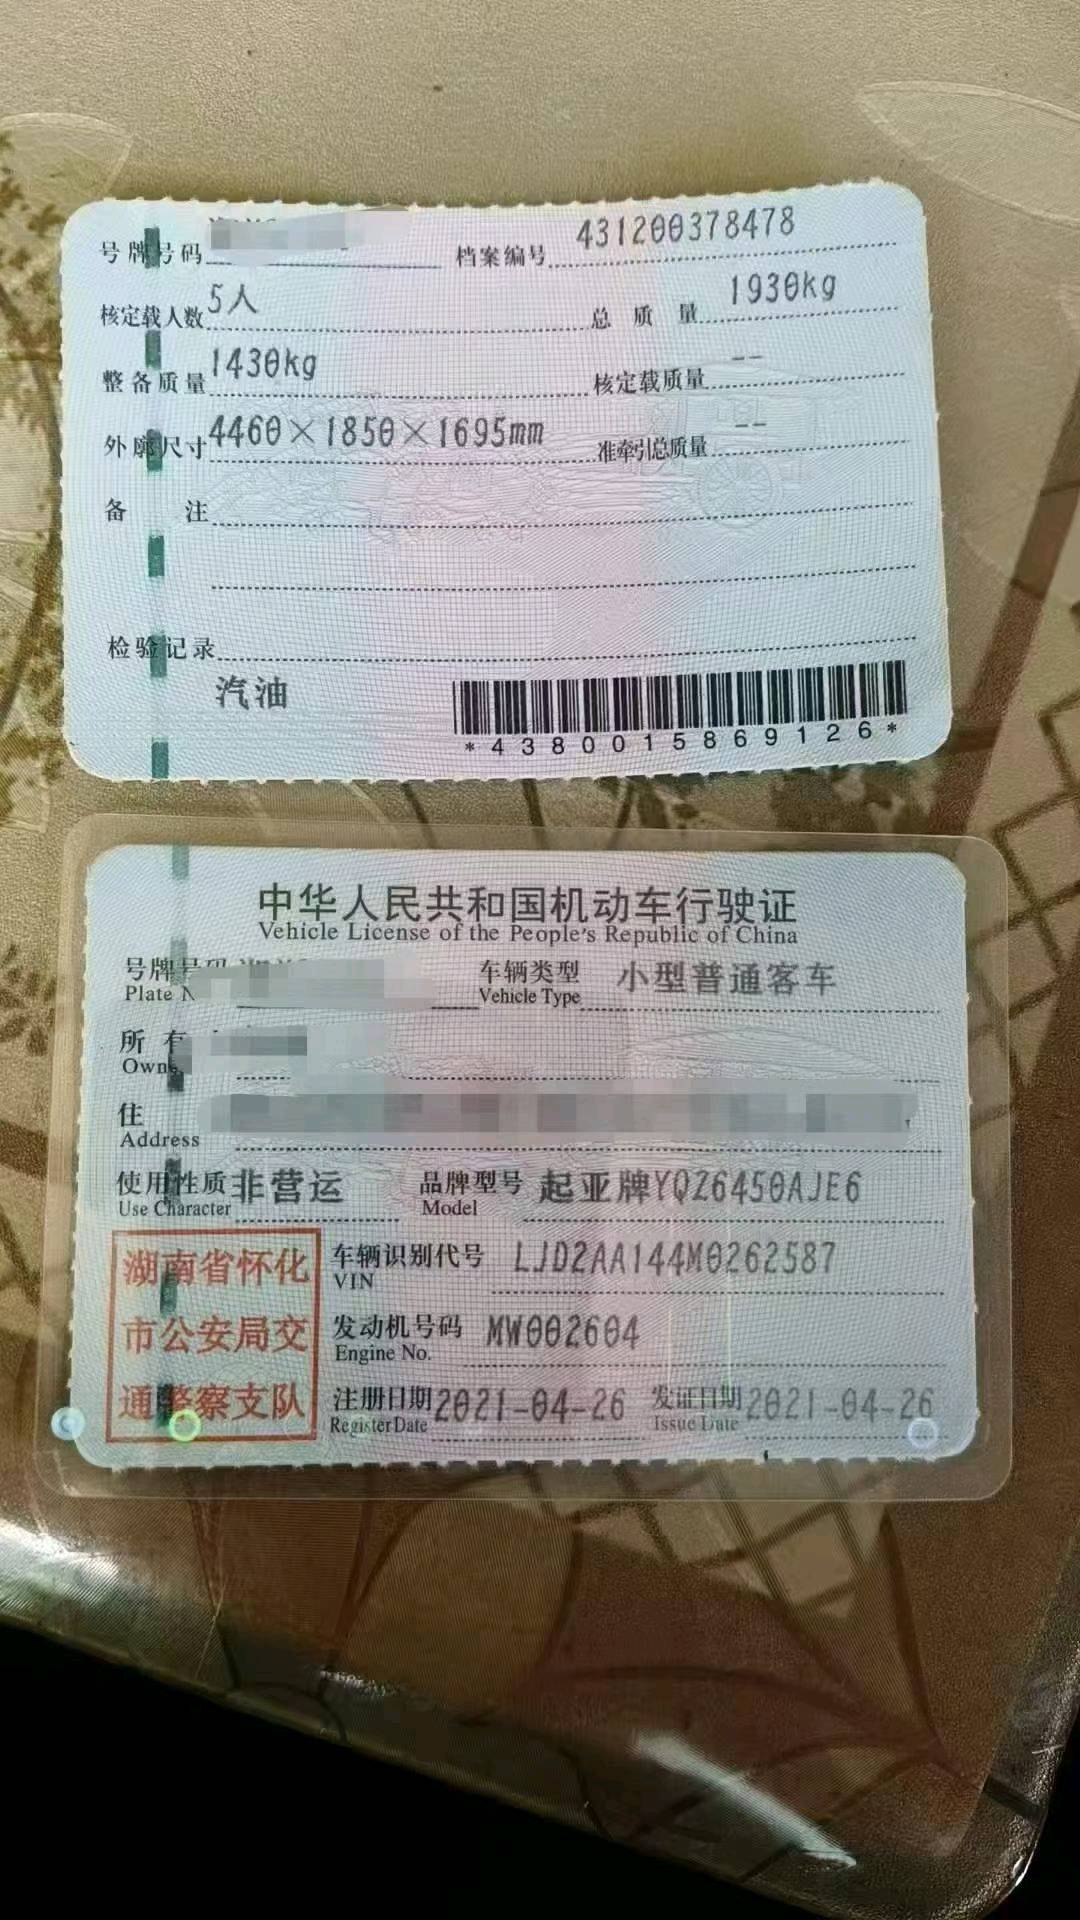 号牌号码 档案编号 431200378478
核定载人数 5人 总质量 1930kg
整备质量 1430kg 核定载质量 --
外廓尺寸 4460×1850×1695mm 准牵引总质量 --
备注
检验记录
汽油
*4380015869126*
中华人民共和国机动车行驶证
Vehicle License of the People's Republic of China
号牌号码 车辆类型 小型普通客车
Plate Vehicle Type
所有
Owne
住
Address
使用性质 非营运 品牌型号 起亚牌YQZ6450AJE6
Use Character Model
湖南省怀化
市公安局交
通警察支队
车辆识别代号 LJD2AA144M0262587
VIN
发动机号码 MW002604
Engine No.
注册日期 2021-04-26 发证日期 2021-04-26
Register Date Issue Date